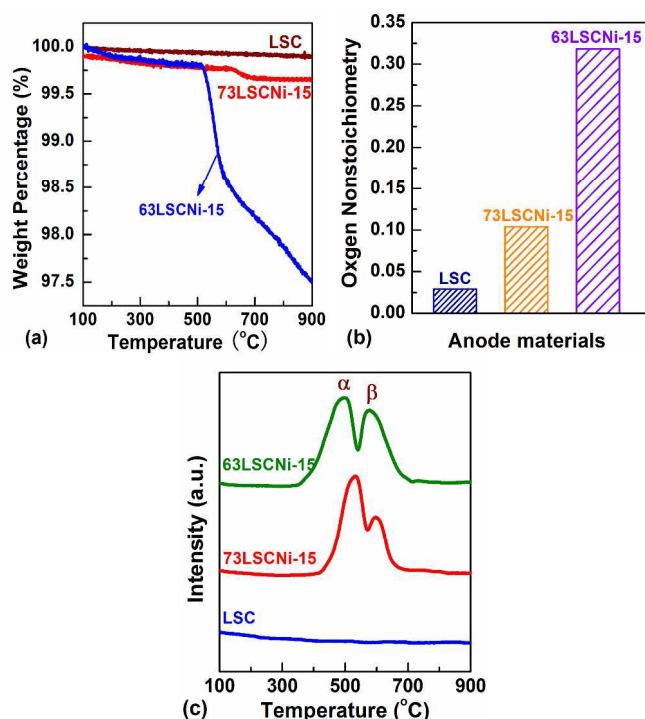 100.0
99.5
99.0
98.5
98.0
97.5
Weight Percentage (%)
LSC
73LSCNi-15
63LSCNi-15
100 300 500 700 900
Temperature (°C)
(a)
0.35
0.30
0.25
0.20
0.15
0.10
0.05
0.00
Oxgen Nonstoichiometry
63LSCNi-15
73LSCNi-15
LSC
Anode materials
(b)
α β
63LSCNi-15
73LSCNi-15
LSC
Intensity (a.u.)
100 300 500 700 900
Temperature (°C)
(c)